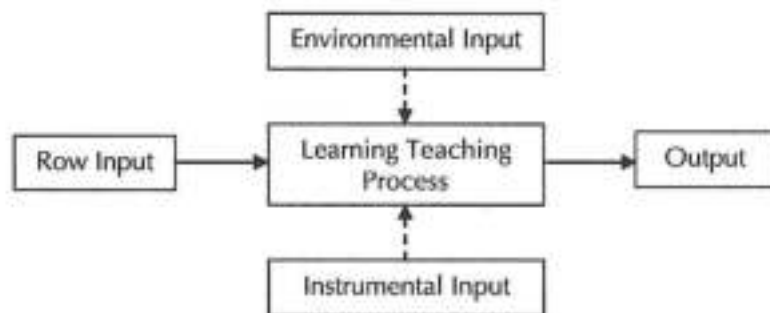 Environmental Input
Row Input
Learning Teaching
Process
Output
Instrumental Input